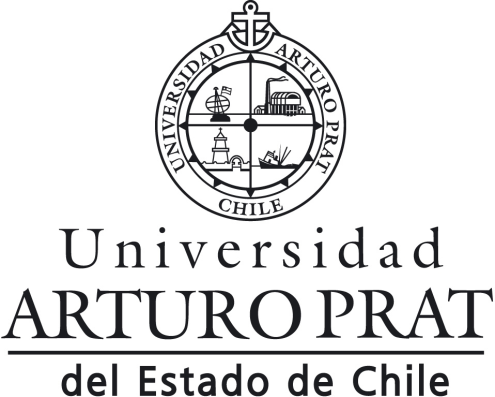 UNIVERSIDAD ARTURO PRAT
CHILE
Universidad
ARTURO PRAT
del Estado de Chile